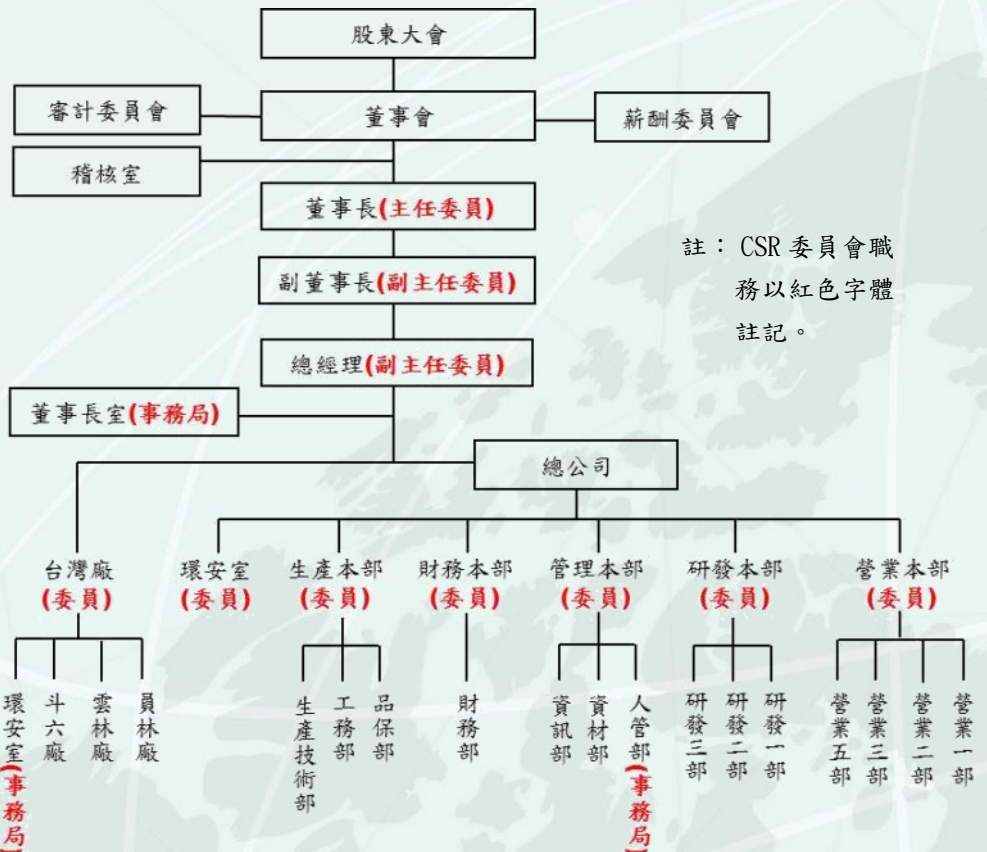 股東大會
審計委員會
董事會
薪酬委員會
稽核室
董事長(主任委員)
副董事長(副主任委員)
註：CSR 委員會職
務以紅色字體
註記。
總經理(副主任委員)
董事長室(事務局)
總公司
台灣廠
(委員)
環安室
(委員)
生產本部
(委員)
財務本部
(委員)
管理本部
(委員)
研發本部
(委員)
營業本部
(委員)
環安室(事務局)
斗六廠
雲林廠
員林廠
生產技術部
工務部
品保部
財務部
資訊部
資材部
人管部(事務局)
研發三部
研發二部
研發一部
營業五部
營業三部
營業二部
營業一部